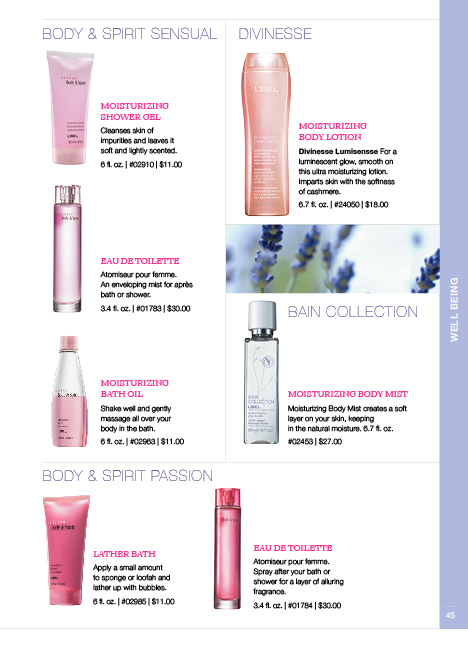 BODY & SPIRIT SENSUAL
MOISTURIZING
SHOWER GEL
Cleanses skin of
impurities and leaves it
soft and lightly scented.
6 fl. oz. | #02910 | $11.00
EAU DE TOILETTE
Atomiseur pour femme.
An enveloping mist for après
bath or shower.
3.4 fl. oz. | #01783 | $30.00
MOISTURIZING
BATH OIL
Shake well and gently
massage all over your
body in the bath.
6 fl. oz. | #02963 | $11.00
DIVINESSE
L'BEL
MOISTURIZING
BODY LOTION
Divinesse Lumisensse For a
luminescent glow, smooth on
this ultra moisturizing lotion.
Imparts skin with the softness
of cashmere.
6.7 fl. oz. | #24050 | $18.00
BAIN COLLECTION
BAIN
COLLECTION
L'BEL
MOISTURIZING BODY MIST
Moisturizing Body Mist creates a soft
layer on your skin, keeping
in the natural moisture. 6.7 fl. oz.
#02453 | $27.00
BODY & SPIRIT PASSION
LATHER BATH
Apply a small amount
to sponge or loofah and
lather up with bubbles.
6 fl. oz. | #02985 | $11.00
EAU DE TOILETTE
Atomiseur pour femme.
Spray after your bath or
shower for a layer of alluring
fragrance.
3.4 fl. oz. | #01784 | $30.00
WELL BEING
45